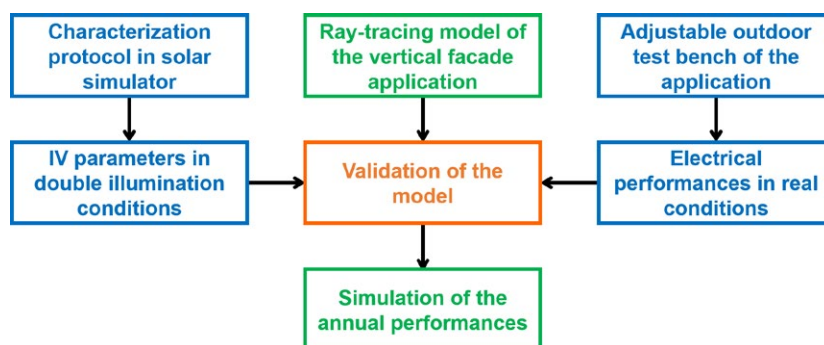 Characterization
protocol in solar
simulator
Ray-tracing model of
the vertical facade
application
Adjustable outdoor
test bench of the
application
IV parameters in
double illumination
conditions
Validation of the
model
Electrical
performances in real
conditions
Simulation of the
annual performances